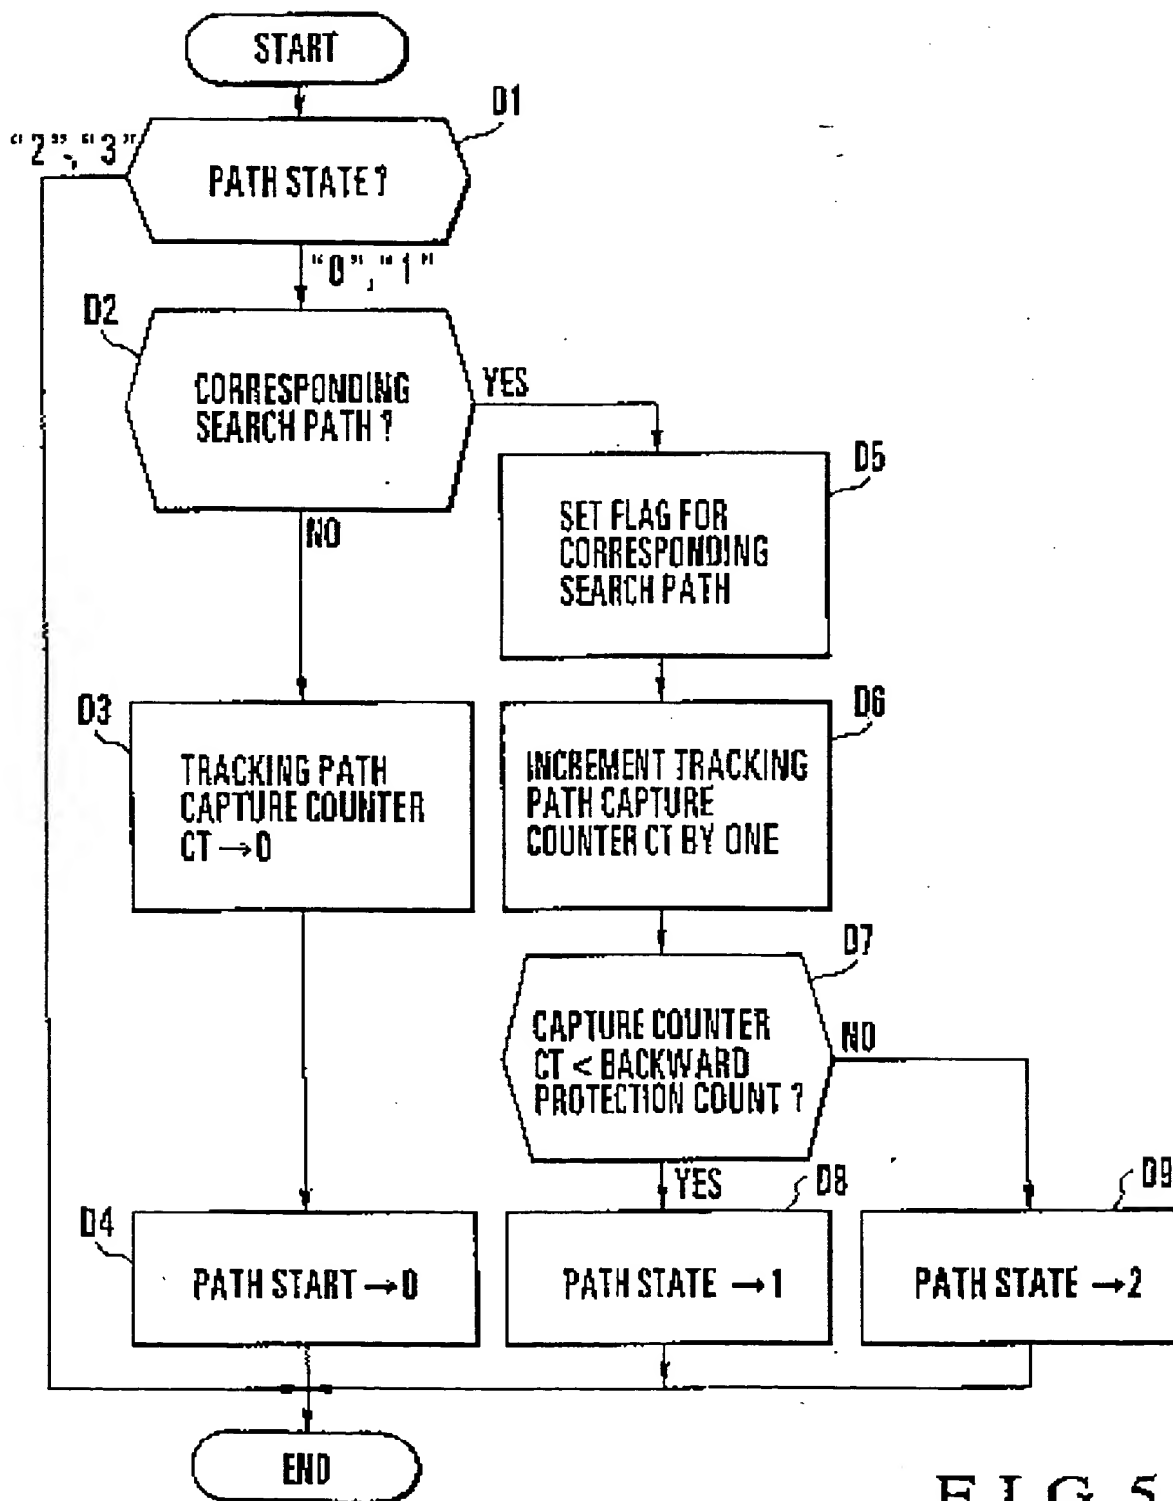 START
D1
"2", "3"
PATH STATE ?
"0", "1"
D2
CORRESPONDING
SEARCH PATH ?
YES
NO
D5
SET FLAG FOR
CORRESPONDING
SEARCH PATH
D3
TRACKING PATH
CAPTURE COUNTER
CT → 0
D6
INCREMENT TRACKING
PATH CAPTURE
COUNTER CT BY ONE
D7
CAPTURE COUNTER
CT < BACKWARD
PROTECTION COUNT ?
NO
YES
D4
PATH START → 0
D8
PATH STATE → 1
D9
PATH STATE → 2
END
FIG. 5